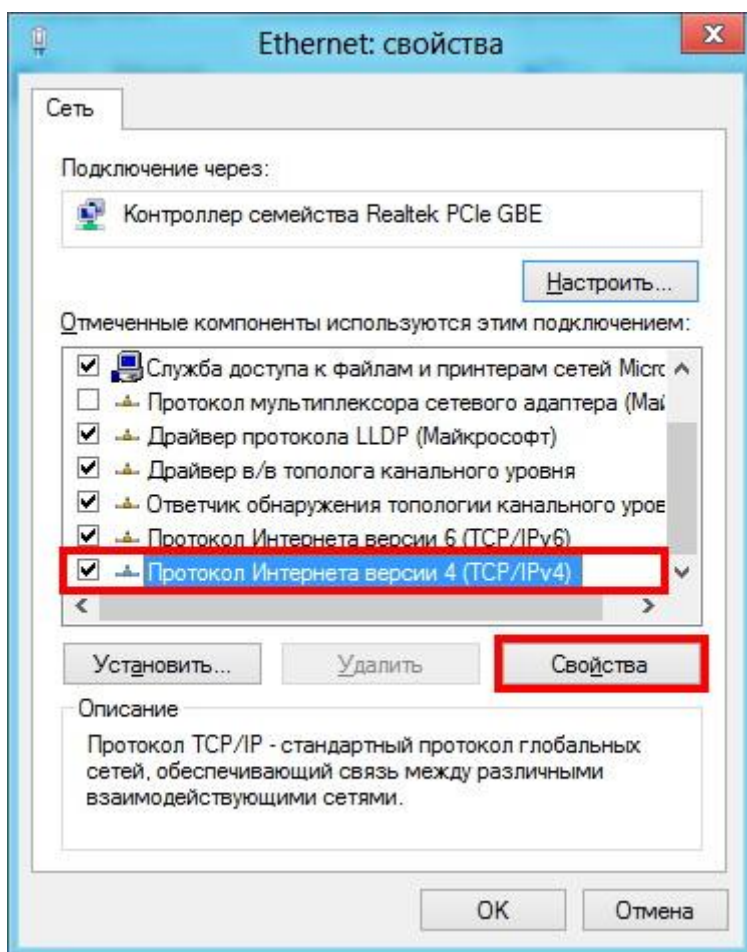 Ethernet: свойства
Сеть
Подключение через:
Контроллер семейства Realtek PCIe GBE
Настроить...
Отмеченные компоненты используются этим подключением:
Служба доступа к файлам и принтерам сетей Micr
Протокол мультиплексора сетевого адаптера (Май
Драйвер протокола LLDP (Майкрософт)
Драйвер в/в тополога канального уровня
Ответчик обнаружения топологии канального уров
Протокол Интернета версии 6 (TCP/IPv6)
Протокол Интернета версии 4 (TCP/IPv4)
Установить...
Удалить
Свойства
Описание
Протокол TCP/IP - стандартный протокол глобальных
сетей, обеспечивающий связь между различными
взаимодействующими сетями.
OK
Отмена